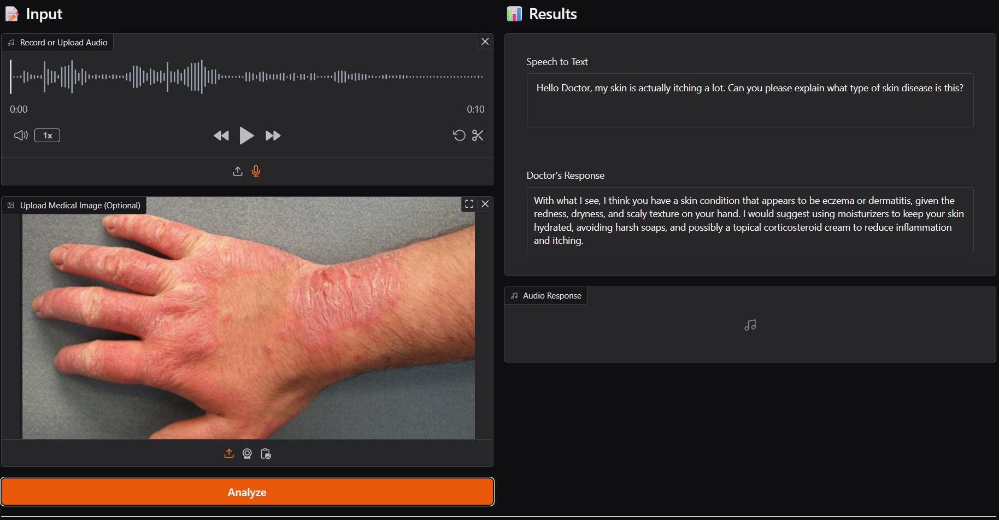 Input
Record or Upload Audio
0:00
0:10
1x
Upload Medical Image (Optional)
Analyze
Results
Speech to Text
Hello Doctor, my skin is actually itching a lot. Can you please explain what type of skin disease is this?
Doctor's Response
With what I see, I think you have a skin condition that appears to be eczema or dermatitis, given the
redness, dryness, and scaly texture on your hand. I would suggest using moisturizers to keep your skin
hydrated, avoiding harsh soaps, and possibly a topical corticosteroid cream to reduce inflammation
and itching.
Audio Response